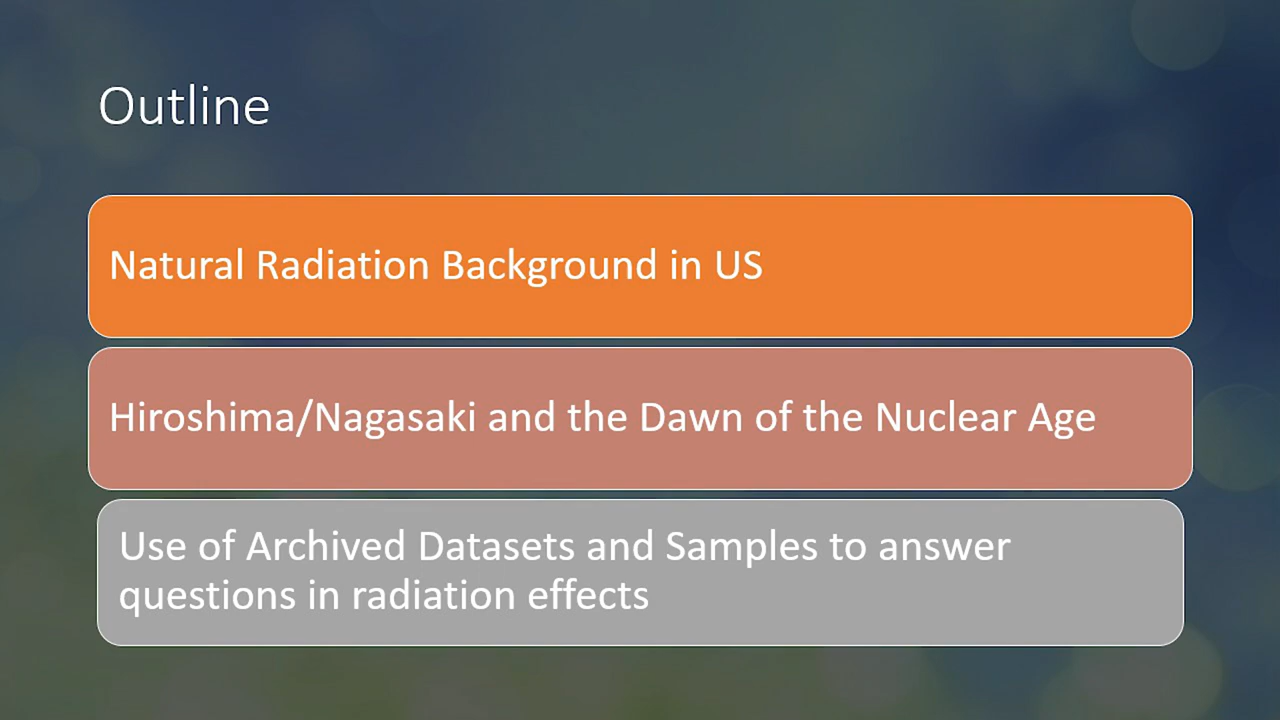 Outline
Natural Radiation Background in US
Hiroshima/Nagasaki and the Dawn of the Nuclear Age
Use of Archived Datasets and Samples to answer
questions in radiation effects